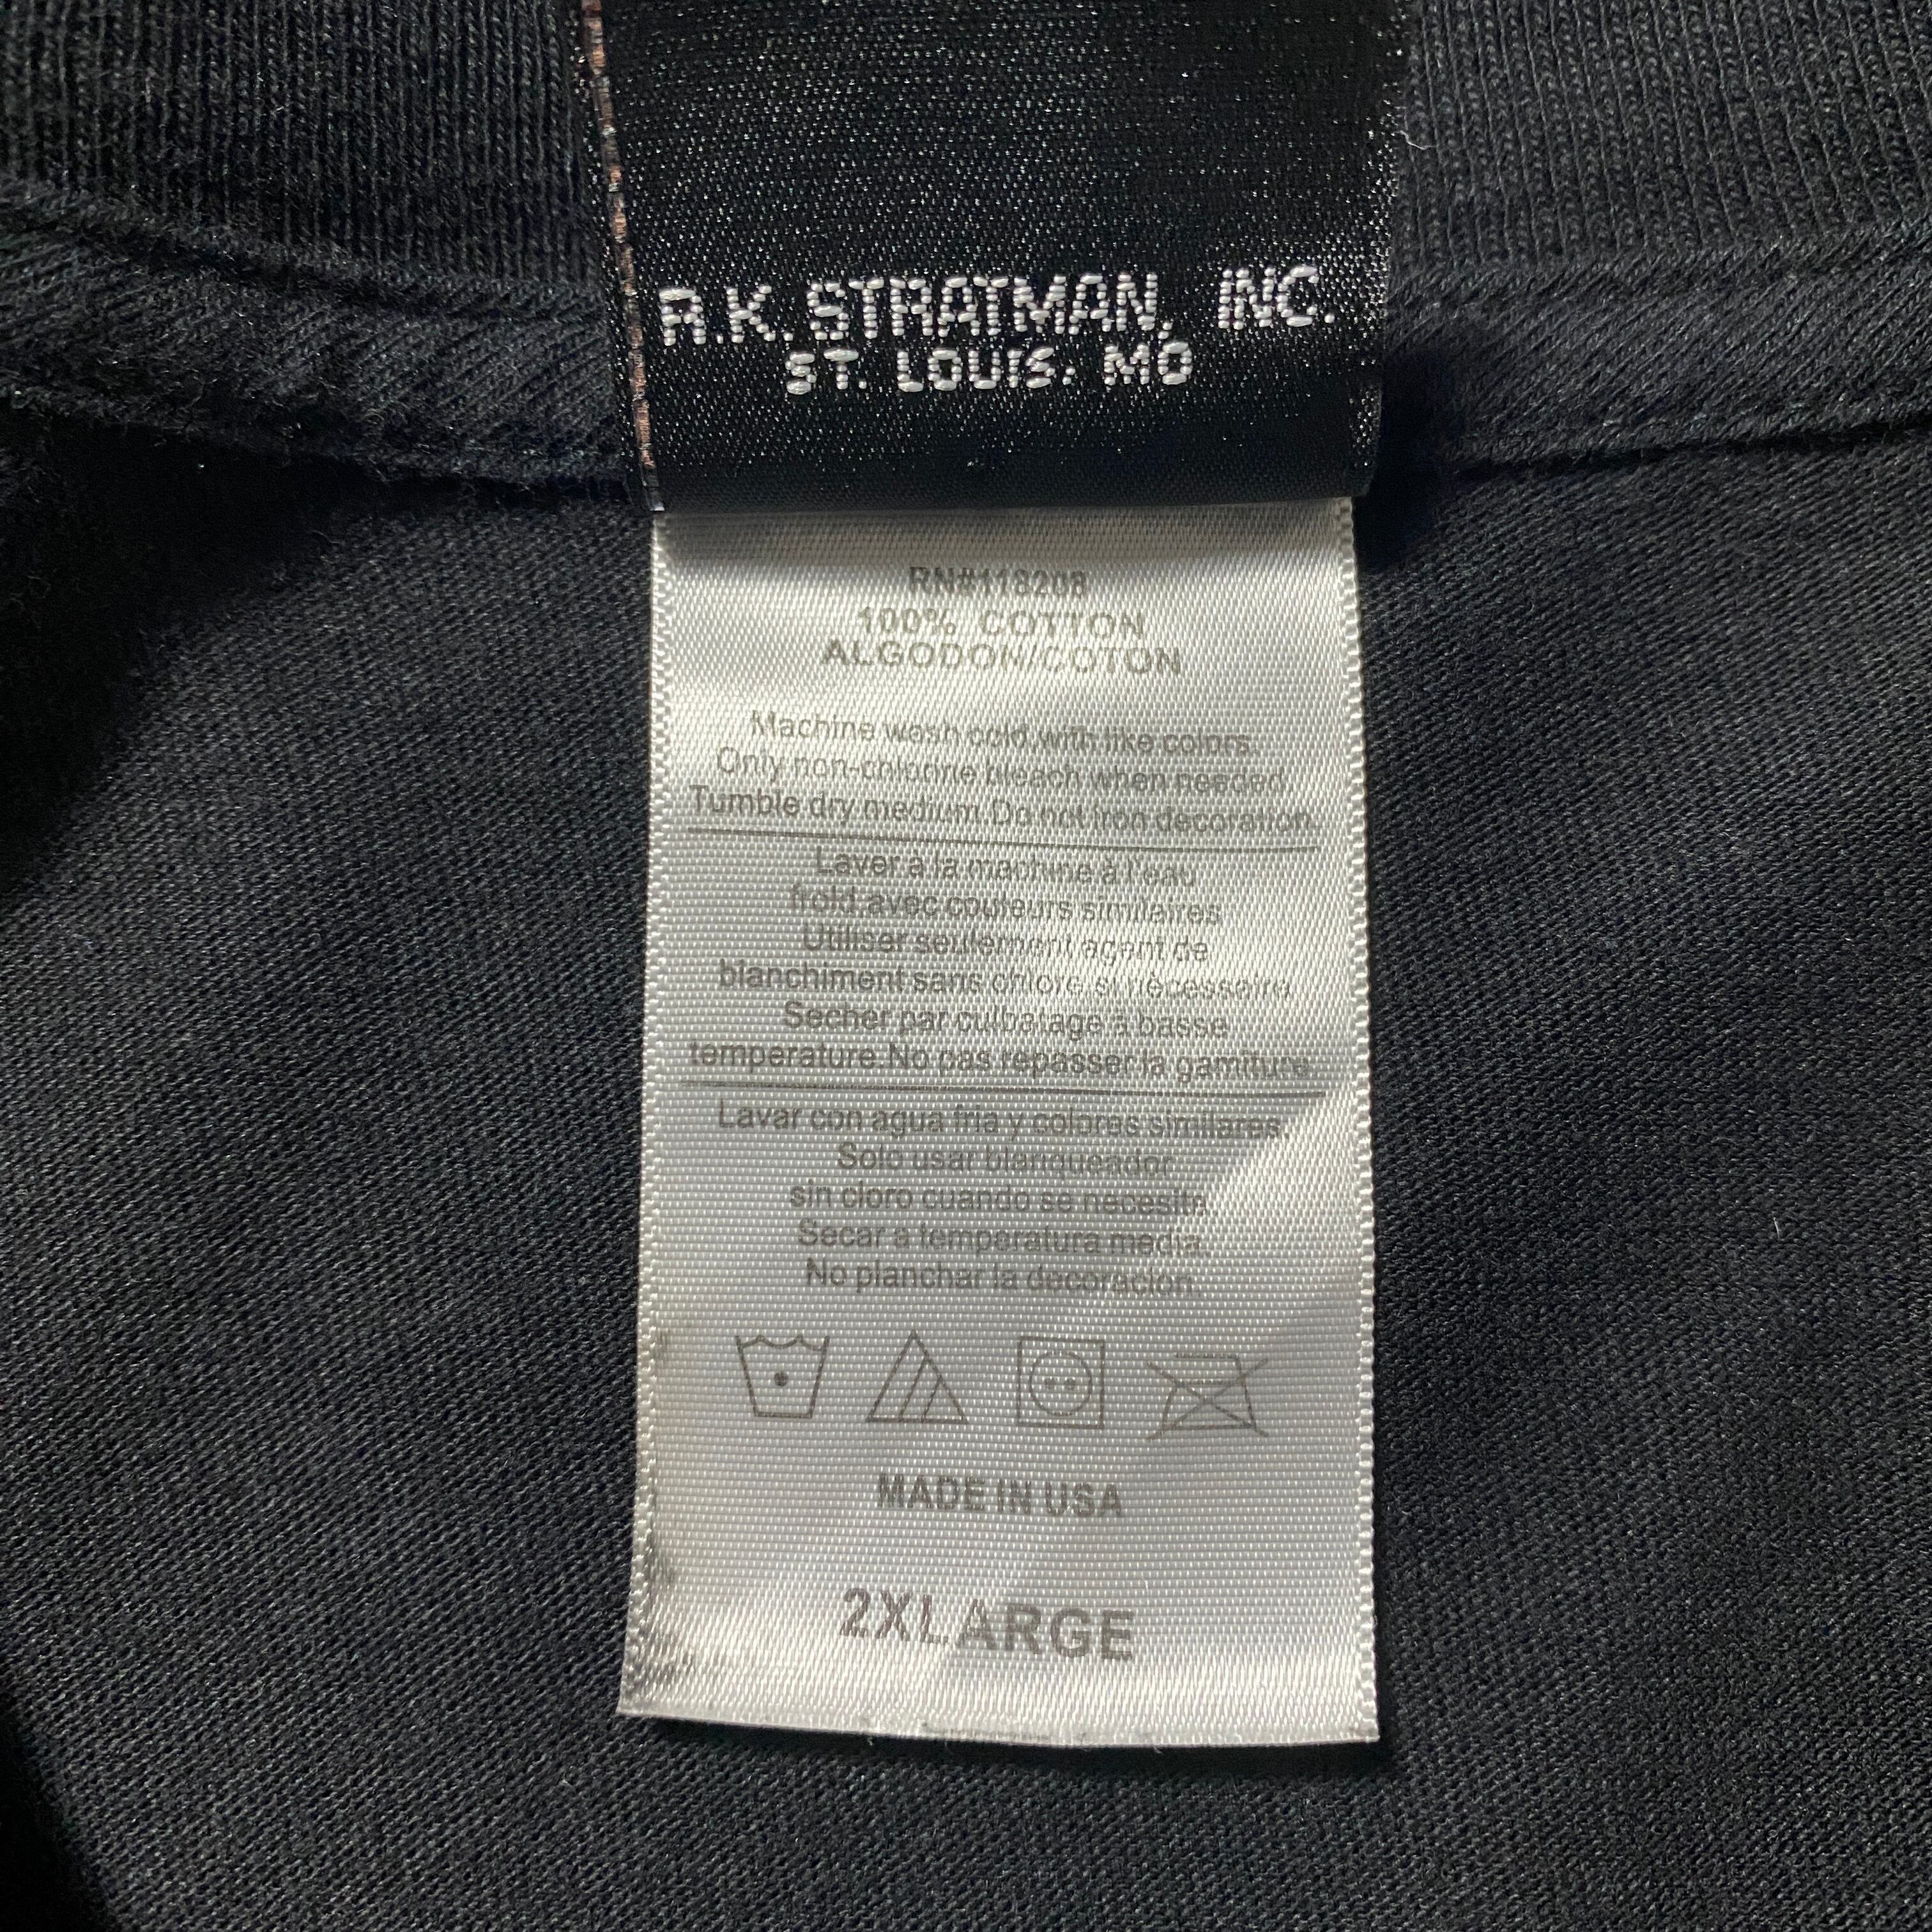 R.K. STRATMAN, INC.
ST. LOUIS, MO
RN#118208
100% COTTON
ALGODON/COTON
Machine wash cold, with like colors.
Only non-chlorine bleach when needed.
Tumble dry medium. Do not iron decoration.
Laver à la machine à l'eau
froid, avec couleurs similaires
Utiliser seulement agent de
blanchiment sans chlore, si nècessaire
Secher par culbatage à basse
temperature. No pas repasser la gamiture.
Lavar con agua fria y colores similares.
Solo usar blanqueador
sin cloro cuando se necesite.
Secar a temperatura media.
No planchar la decoracion.
MADE IN USA
2XLARGE